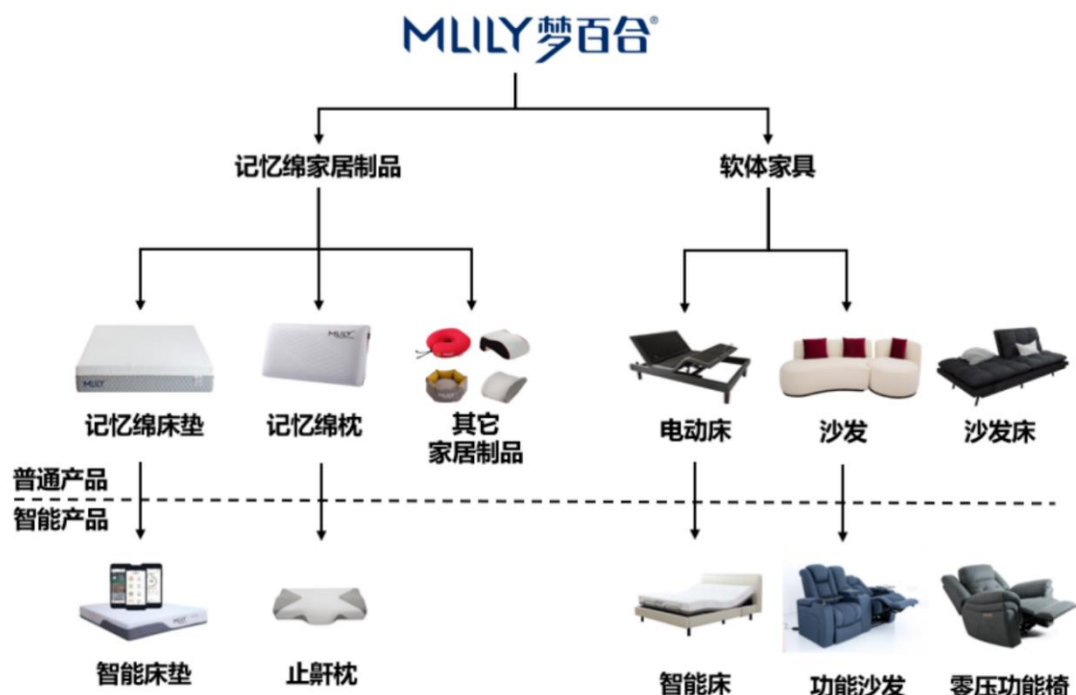 MLILY梦百合®
记忆绵家居制品
软体家具
MLILY
MLILY
记忆绵床垫
记忆绵枕
其它
家居制品
电动床
沙发
沙发床
普通产品
智能产品
智能床垫
止鼾枕
智能床
功能沙发
零压功能椅